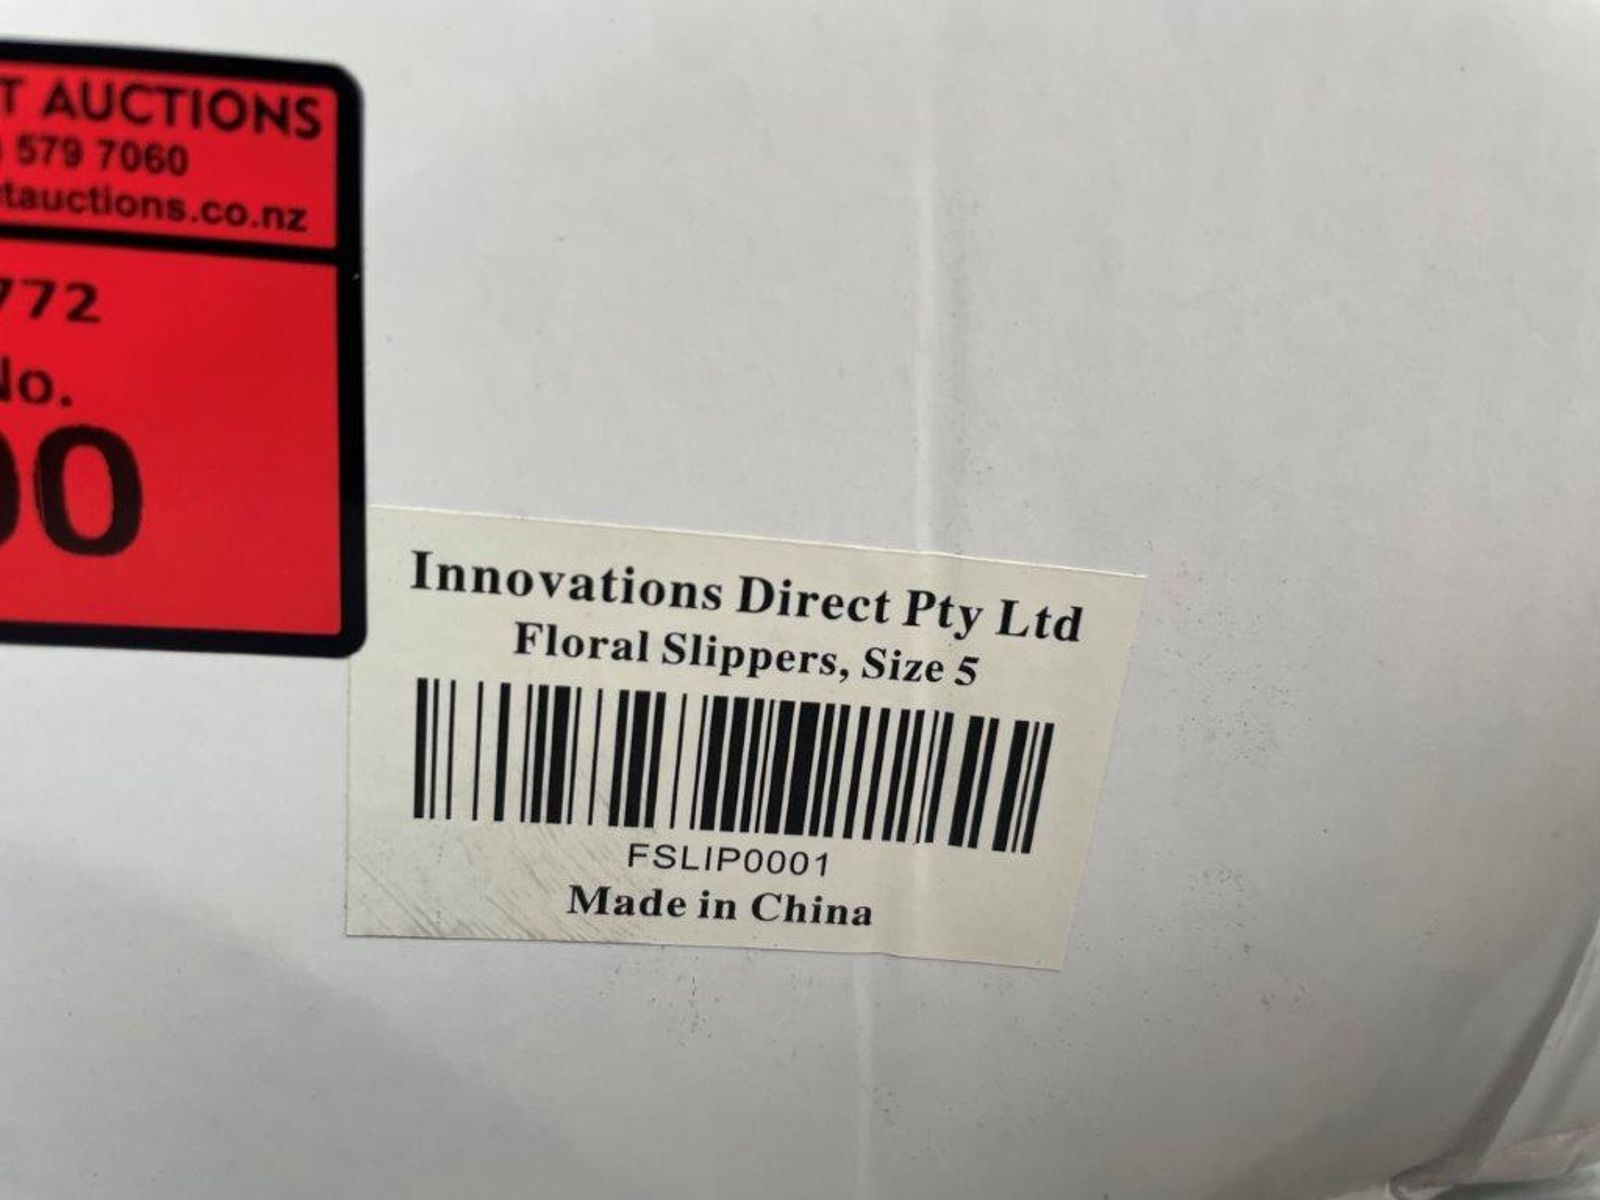 T AUCTIONS
579 7060
tauctions.co.nz
772
No.
00
Innovations Direct Pty Ltd
Floral Slippers, Size 5
FSLIP0001
Made in China